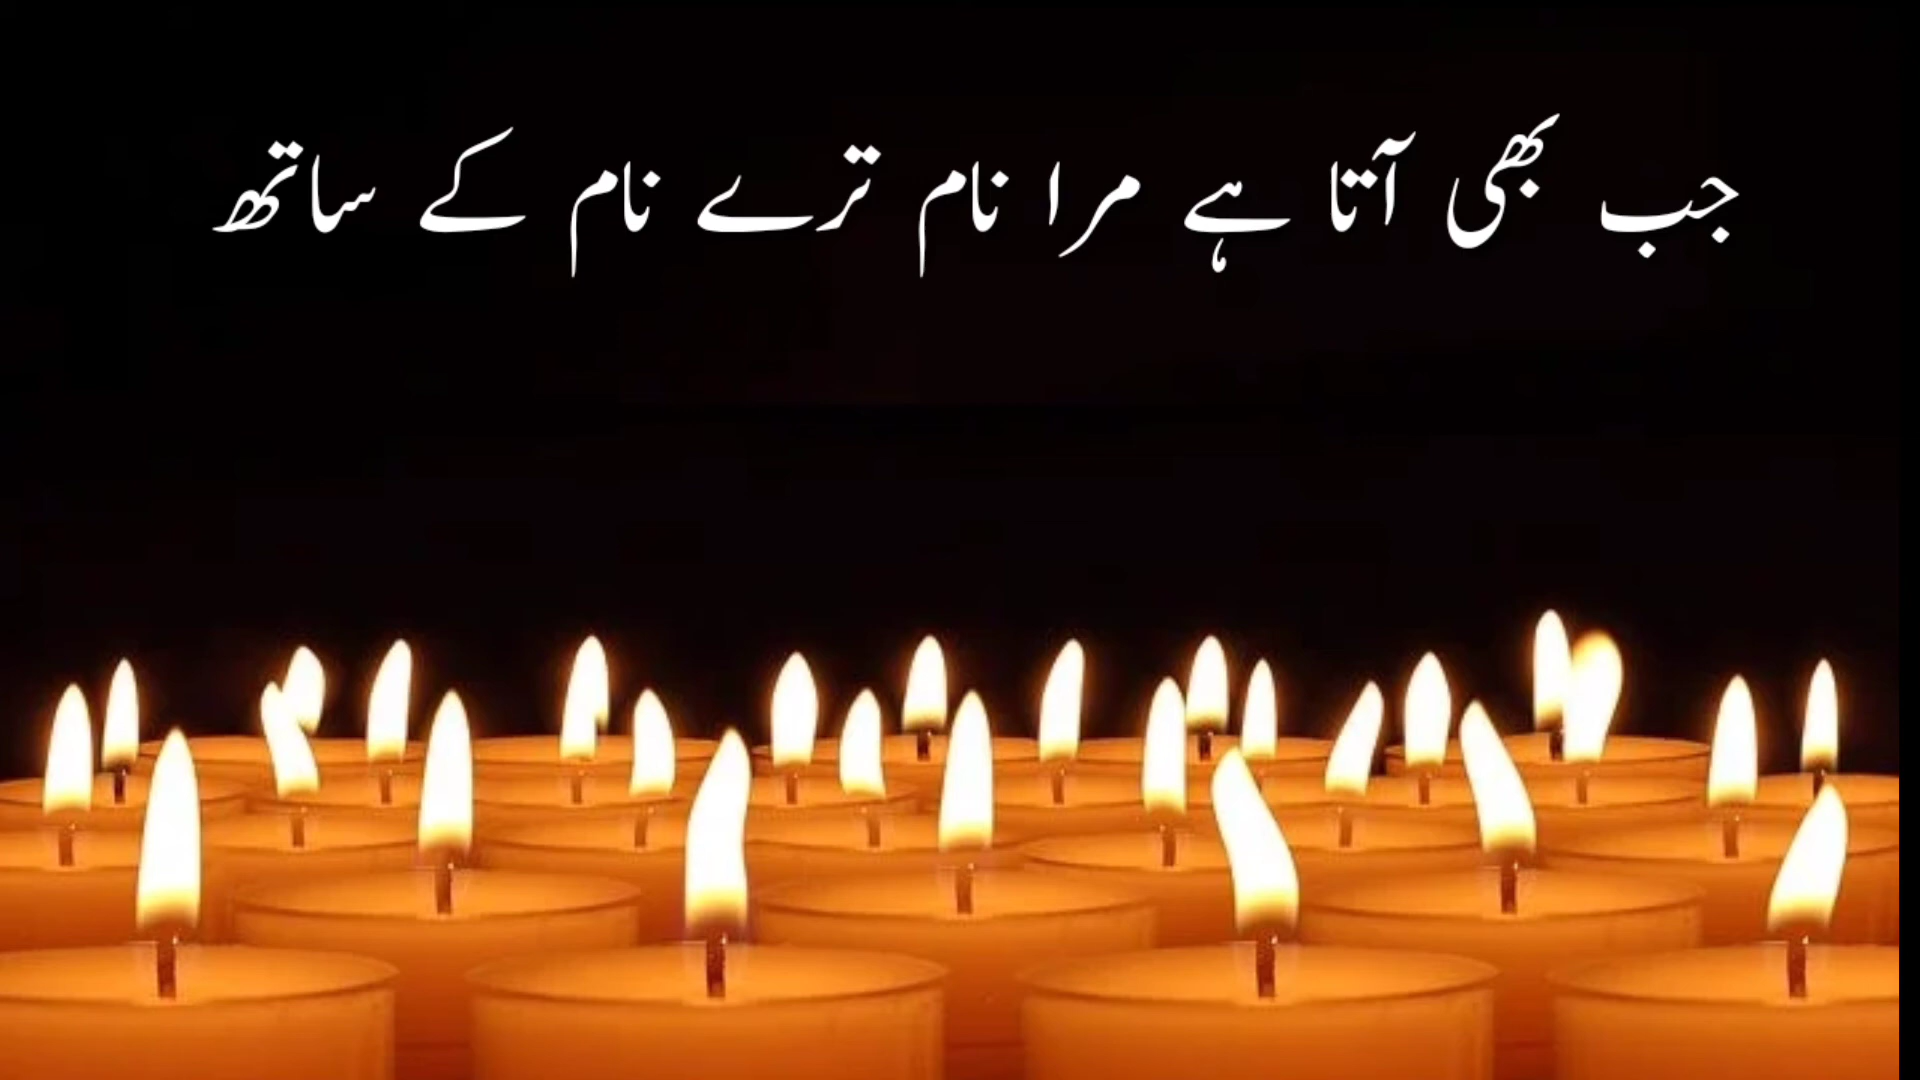 جب بھی آتا ہے مرا نام ترے نام کے ساتھ